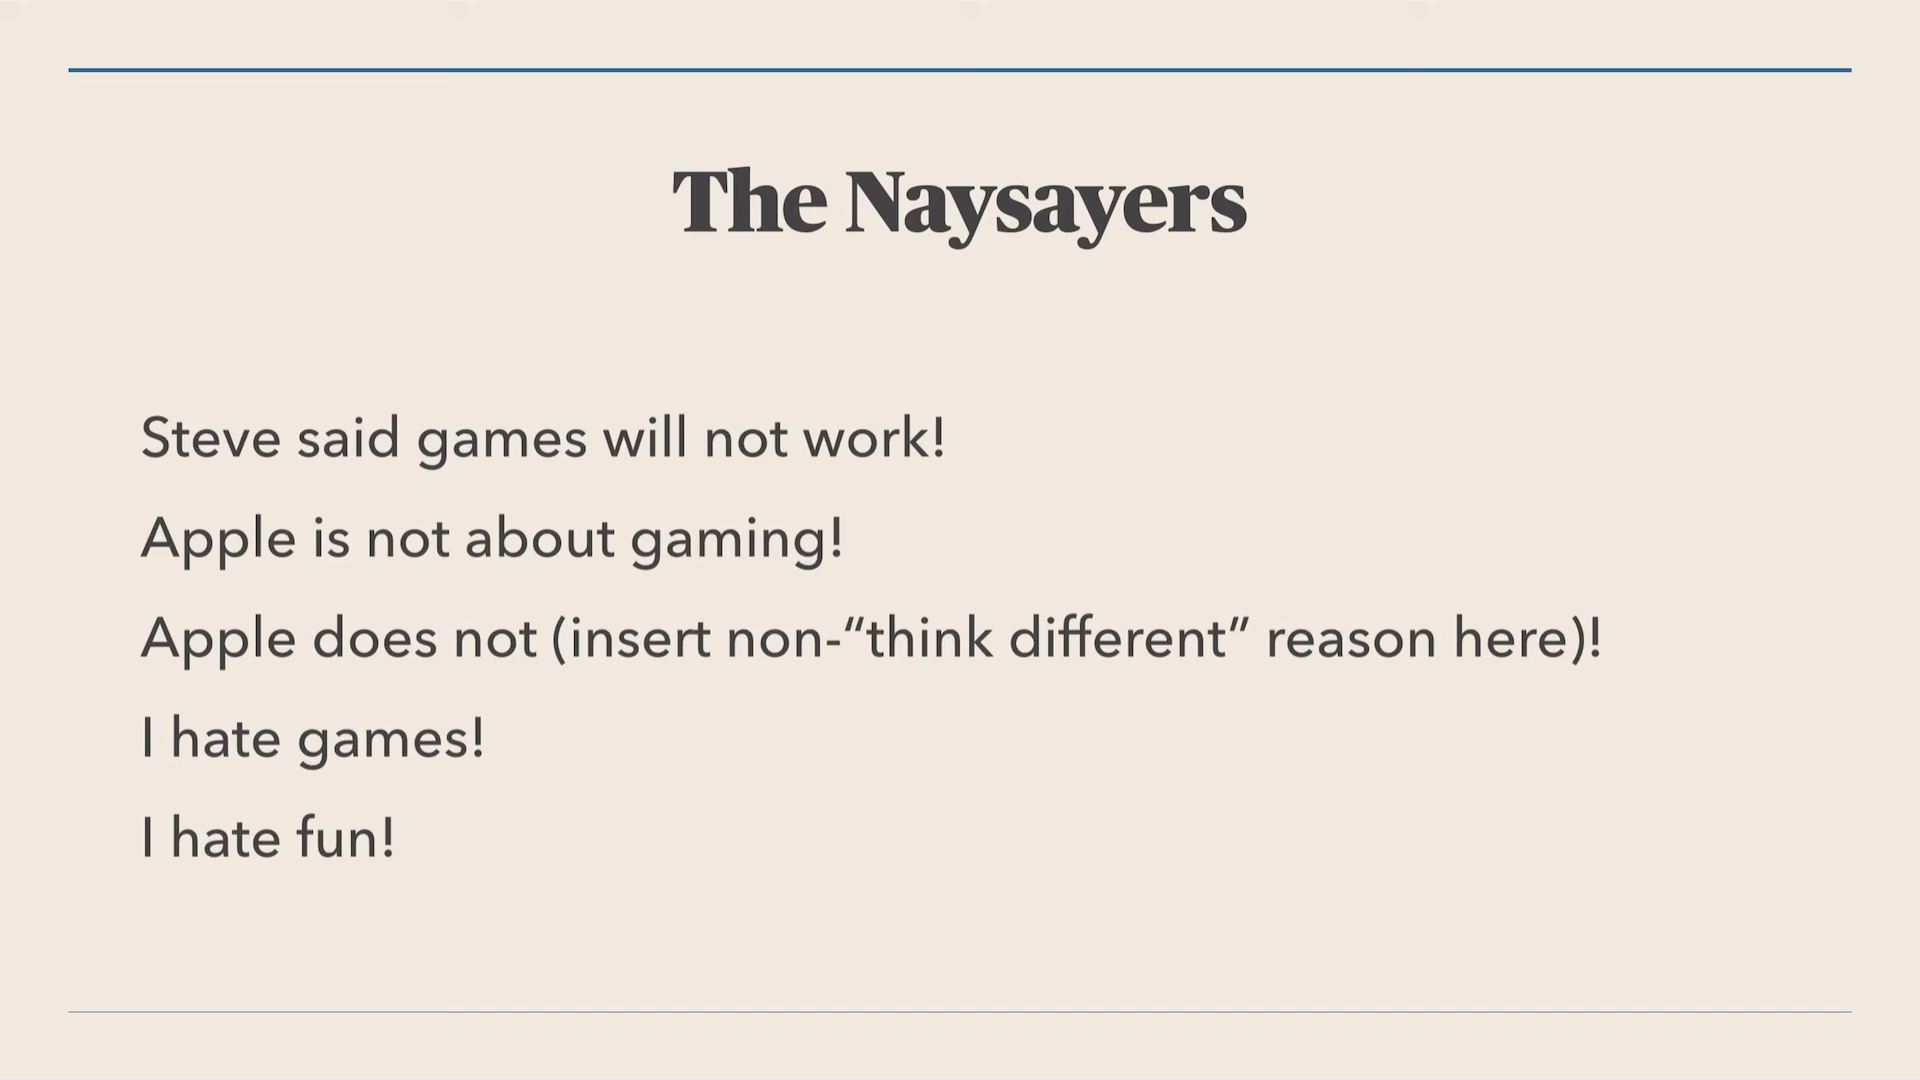 The Naysayers
Steve said games will not work!
Apple is not about gaming!
Apple does not (insert non-“think different” reason here)!
I hate games!
I hate fun!